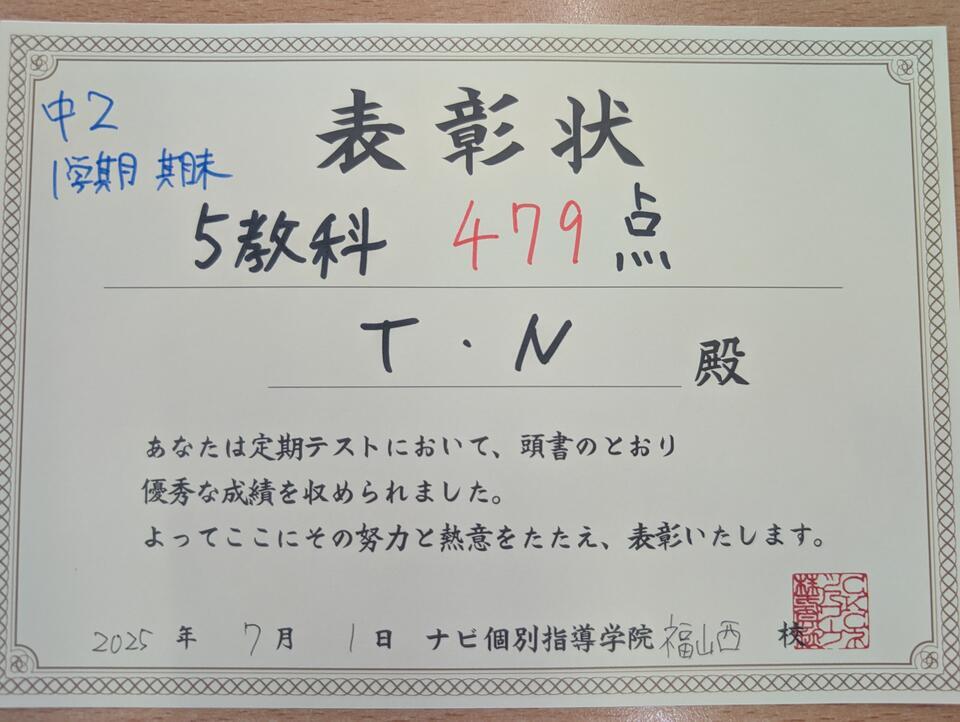 中2
1学期 期末
表彰状
5教科 479点
T・N 殿
あなたは定期テストにおいて、頭書のとおり
優秀な成績を収められました。
よってここにその努力と熱意をたたえ、表彰いたします。
2025年 7月 1日 ナビ個別指導学院 福山西 校